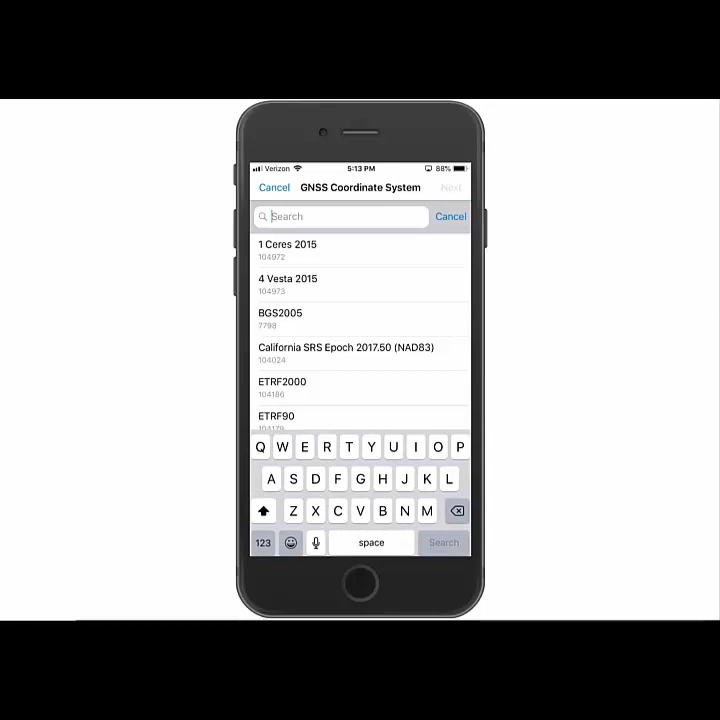 Verizon 5:13 PM 88%
Cancel GNSS Coordinate System Next
Search Cancel
1 Ceres 2015
104972
4 Vesta 2015
104973
BGS2005
7798
California SRS Epoch 2017.50 (NAD83)
104024
ETRF2000
104186
ETRF90
104179
Q W E R T Y U I O P
A S D F G H J K L
Z X C V B N M
123 space Search